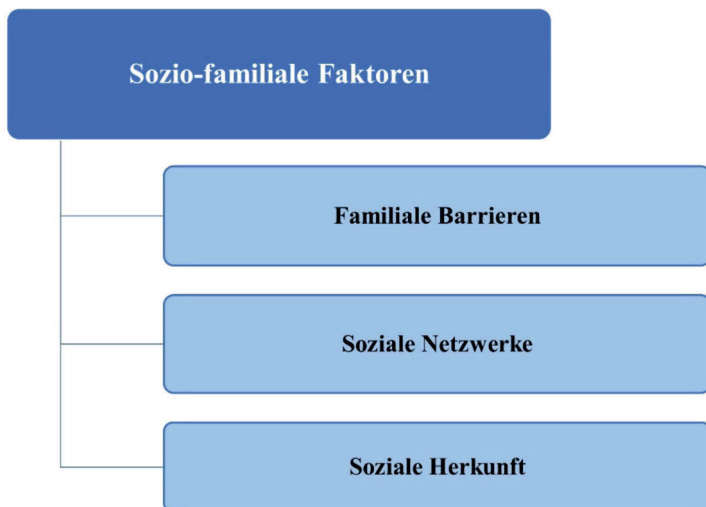 Sozio-familiale Faktoren
Familiale Barrieren
Soziale Netzwerke
Soziale Herkunft